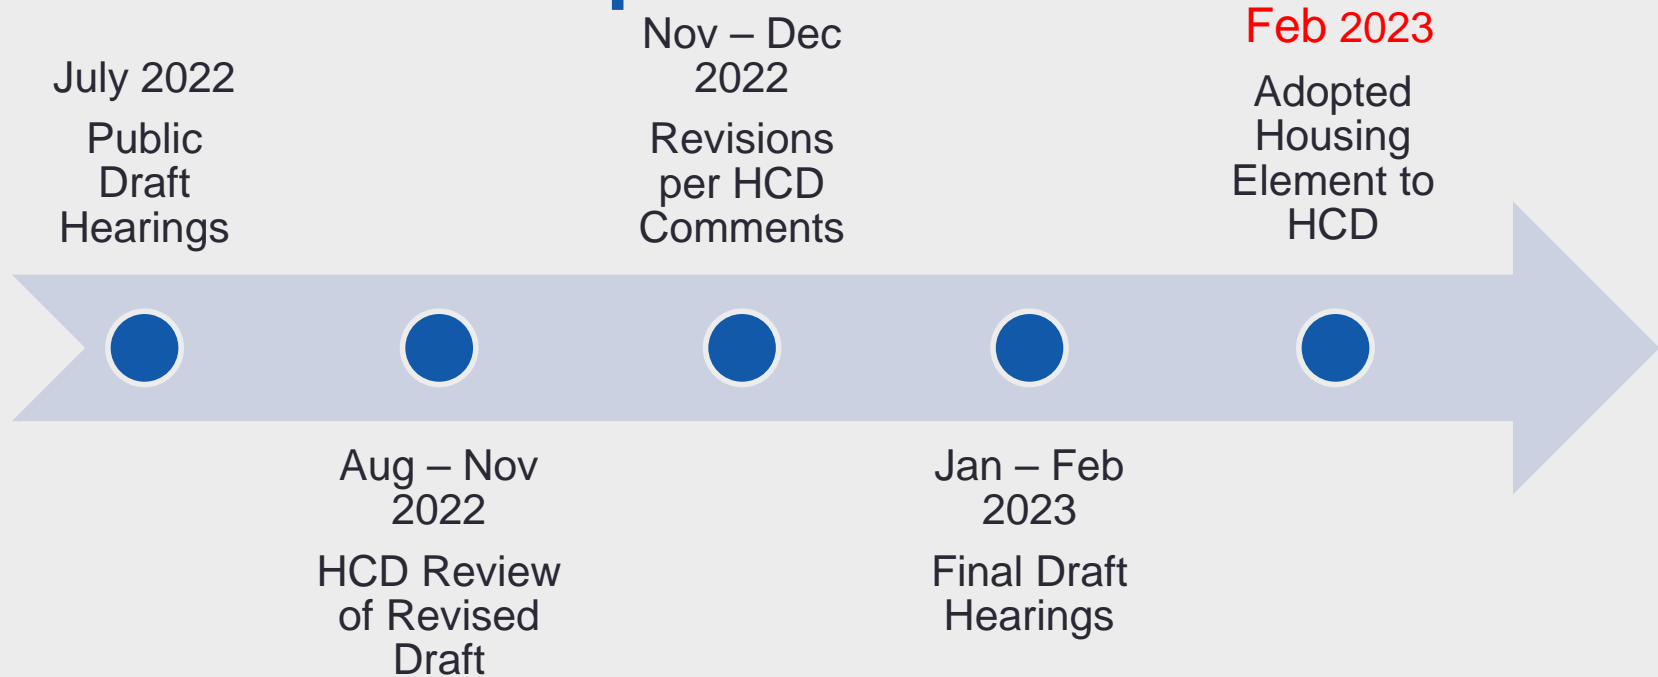 July 2022
Public
Draft
Hearings
Aug – Nov
2022
HCD Review
of Revised
Draft
Nov – Dec
2022
Revisions
per HCD
Comments
Jan – Feb
2023
Final Draft
Hearings
Feb 2023
Adopted
Housing
Element to
HCD